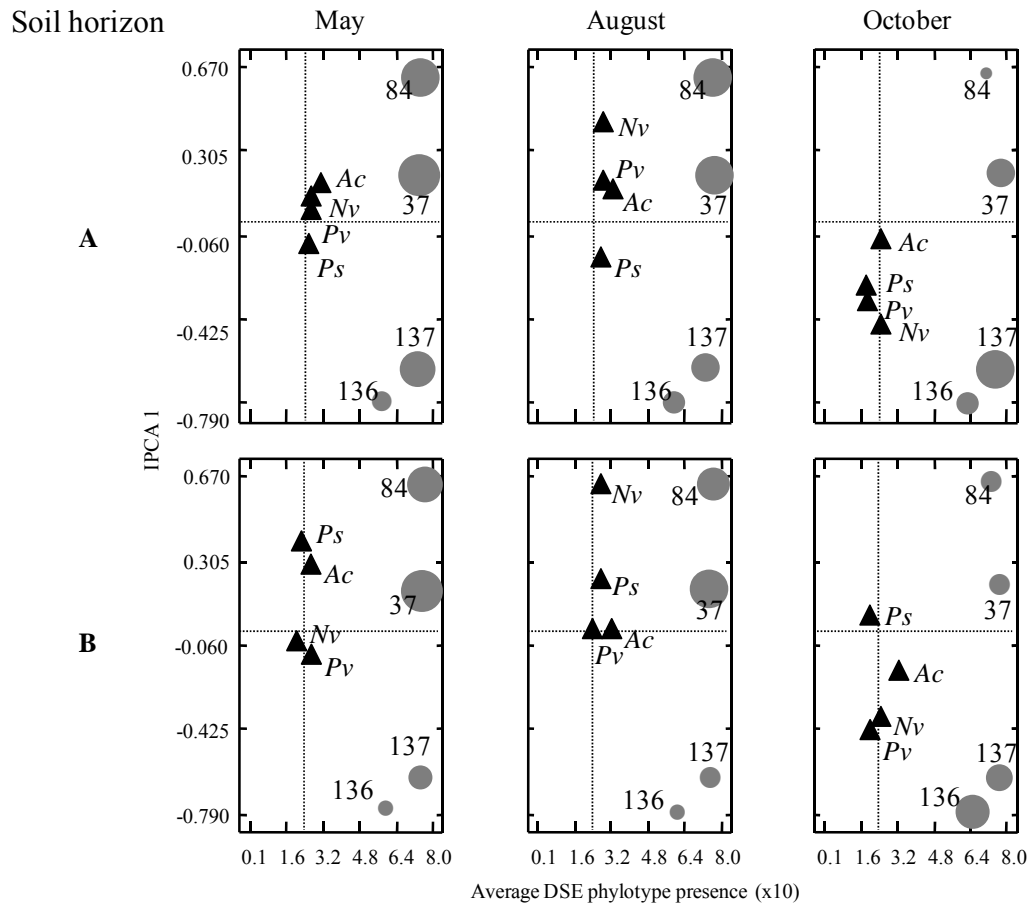 Soil horizon May August October
A
0.670
0.305
-0.060
-0.425
-0.790
84
Ac
Nv
37
Pv
Ps
137
136
84
Nv
Pv
Ac
37
Ps
137
136
84
37
Ac
Ps
Pv
Nv
137
136
IPCA 1
B
0.670
0.305
-0.060
-0.425
-0.790
84
Ps
Ac
37
Nv
Pv
137
136
Nv
84
Ps
37
Ac
Pv
137
136
84
37
Ps
Ac
Nv
Pv
137
136
0.1 1.6 3.2 4.8 6.4 8.0 0.1 1.6 3.2 4.8 6.4 8.0 0.1 1.6 3.2 4.8 6.4 8.0
Average DSE phylotype presence (x10)